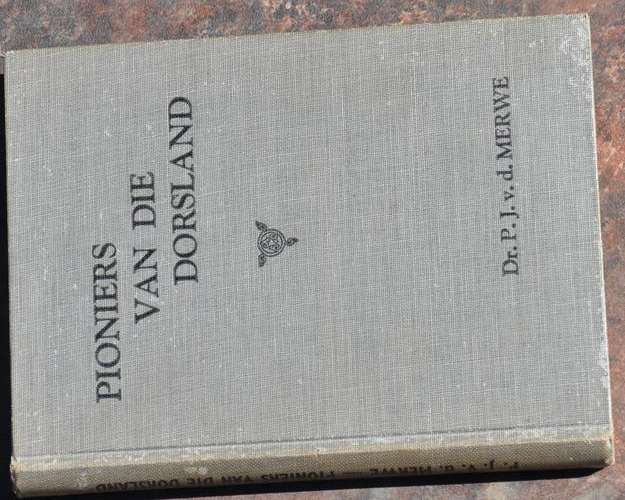 PIONIERS
VAN DIE
DORSLAND
Dr. P. J. v. d. MERWE
P. J. v. d. MERWE — PIONIERS VAN DIE DORSLAND